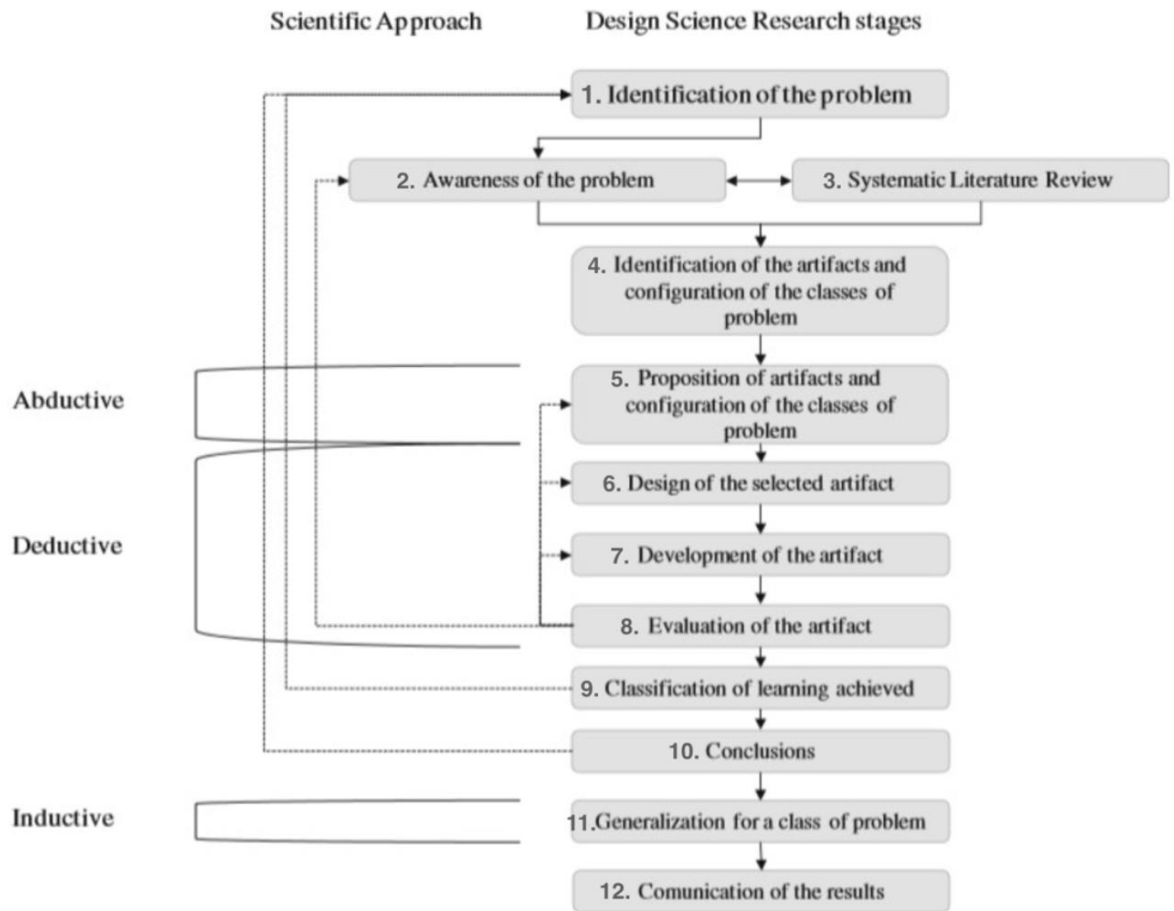 Scientific Approach
Design Science Research stages
1. Identification of the problem
2. Awareness of the problem
3. Systematic Literature Review
4. Identification of the artifacts and
configuration of the classes of
problem
Abductive
5. Proposition of artifacts and
configuration of the classes of
problem
6. Design of the selected artifact
Deductive
7. Development of the artifact
8. Evaluation of the artifact
9. Classification of learning achieved
10. Conclusions
Inductive
11.Generalization for a class of problem
12. Comunication of the results